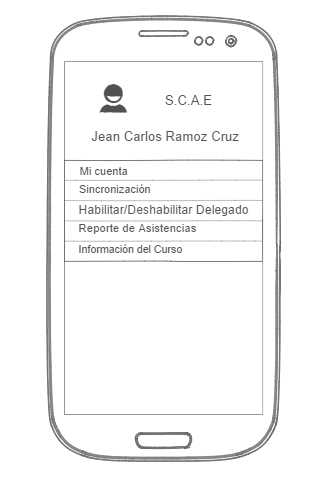 S.C.A.E
Jean Carlos Ramoz Cruz
Mi cuenta
Sincronización
Habilitar/Deshabilitar Delegado
Reporte de Asistencias
Información del Curso